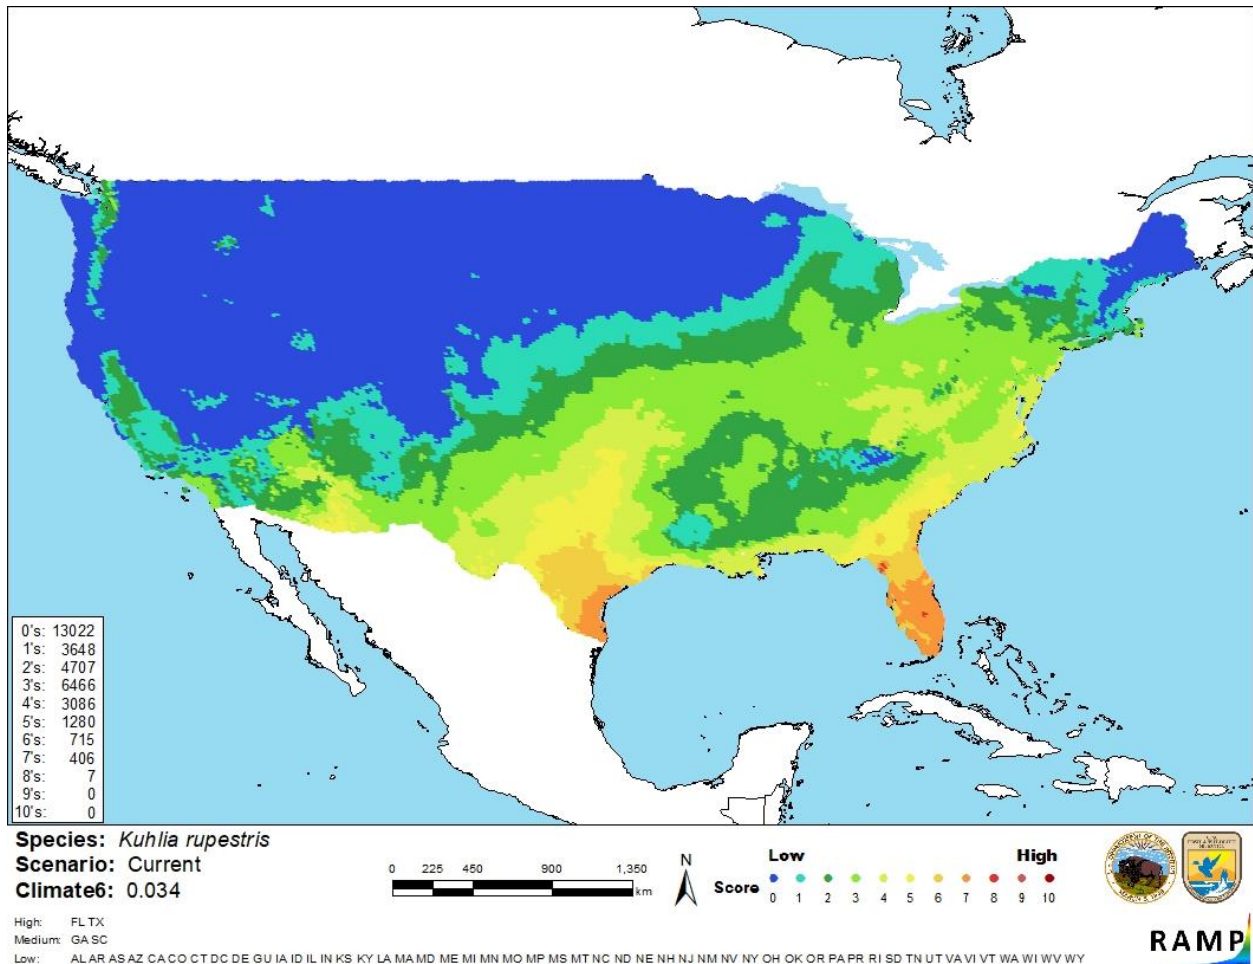 0's: 13022
1's: 3648
2's: 4707
3's: 6466
4's: 3086
5's: 1280
6's: 715
7's: 406
8's: 7
9's: 0
10's: 0
Species: Kuhlia rupestris
Scenario: Current
Climate6: 0.034
0 225 450 900 1,350
km
N
Low High
Score
0 1 2 3 4 5 6 7 8 9 10
High: FL TX
Medium: GA SC
Low: AL AR AS AZ CA CO CT DC DE GU IA ID IL IN KS KY LA MA MD ME MI MN MO MP MS MT NC ND NE NH NJ NM NV NY OH OK OR PA PR RI SD TN UT VA VI VT WA WI WV WY
RAMP